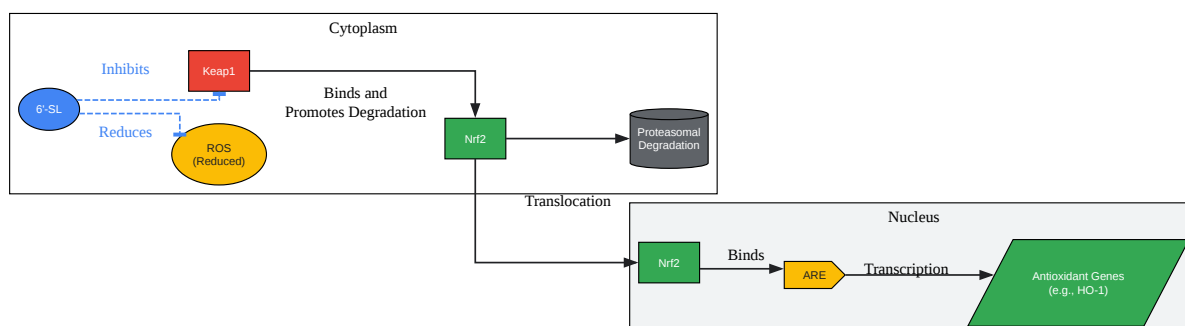 Cytoplasm
Inhibits
Keap1
6'-SL
Binds and
Promotes Degradation
Reduces
ROS
(Reduced)
Nrf2
Proteasomal
Degradation
Translocation
Nucleus
Nrf2
Binds
ARE
Transcription
Antioxidant Genes
(e.g., HO-1)